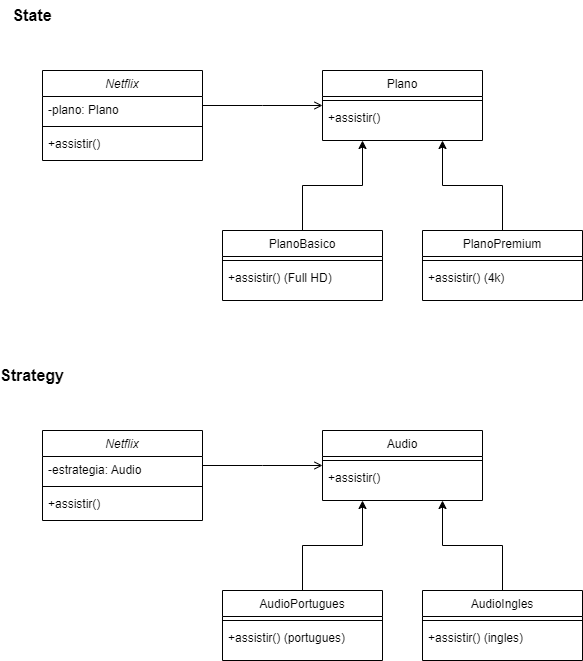 State
Netflix
-plano: Plano
+assistir()
Plano
+assistir()
PlanoBasico
+assistir() (Full HD)
PlanoPremium
+assistir() (4k)
Strategy
Netflix
-estrategia: Audio
+assistir()
Audio
+assistir()
AudioPortugues
+assistir() (portugues)
AudioIngles
+assistir() (ingles)